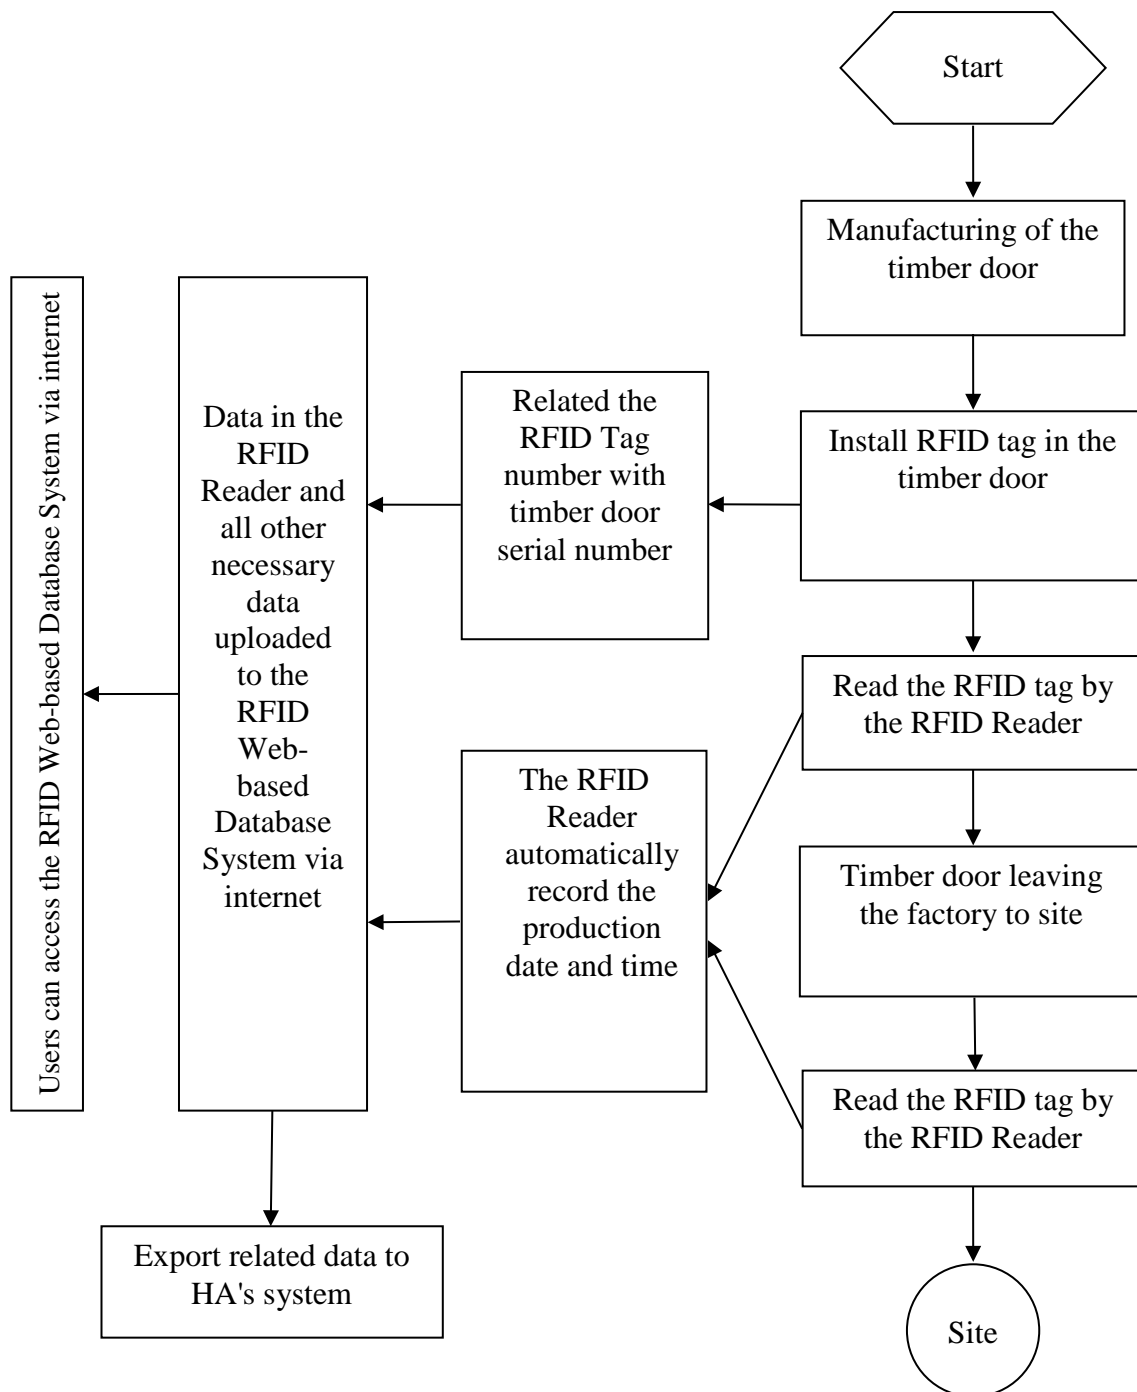 Start
Manufacturing of the
timber door
Install RFID tag in the
timber door
Related the
RFID Tag
number with
timber door
serial number
Data in the
RFID
Reader and
all other
necessary
data
uploaded
to the
RFID
Web-
based
Database
System via
internet
Users can access the RFID Web-based Database System via internet
Read the RFID tag by
the RFID Reader
The RFID
Reader
automatically
record the
production
date and time
Timber door leaving
the factory to site
Read the RFID tag by
the RFID Reader
Export related data to
HA's system
Site